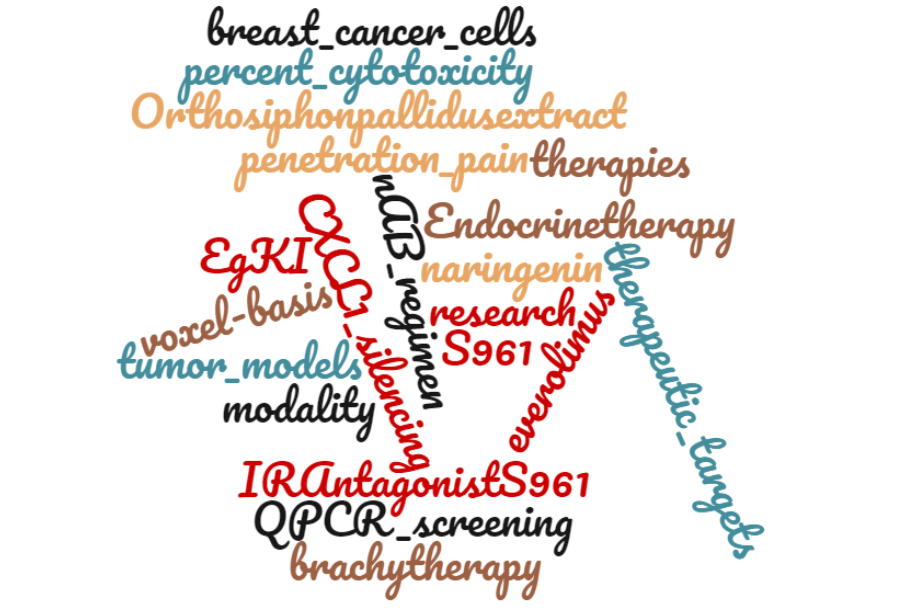 breast_cancer_cells
percent_cytotoxicity
Orthosiphonpallidusextract
penetration_pain
therapies
nAB_regimen
CXCL1_silencing
Endocrinetherapy
EgKI
naringenin
therapeutic_targets
voxel-basis
research
everolimus
tumor_models
S961
modality
IRAntagonistS961
QPCR_screening
brachytherapy